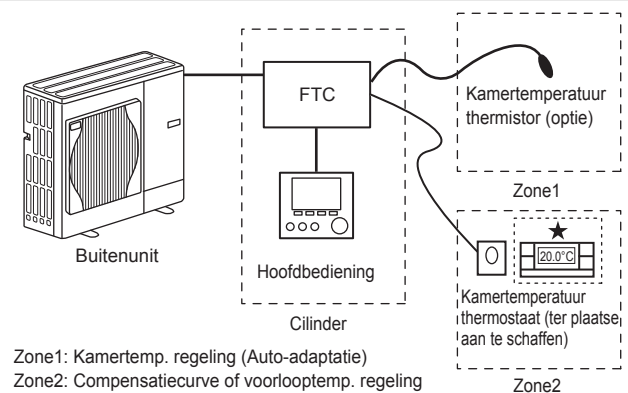 FTC
Kamertemperatuur
thermistor (optie)
Zone1
Buitenunit
Hoofdbediening
Cilinder
★
20.0°C
Kamertemperatuur
thermostaat (ter plaatse
aan te schaffen)
Zone2
Zone1: Kamertemp. regeling (Auto-adaptatie)
Zone2: Compensatiecurve of voorlooptemp. regeling